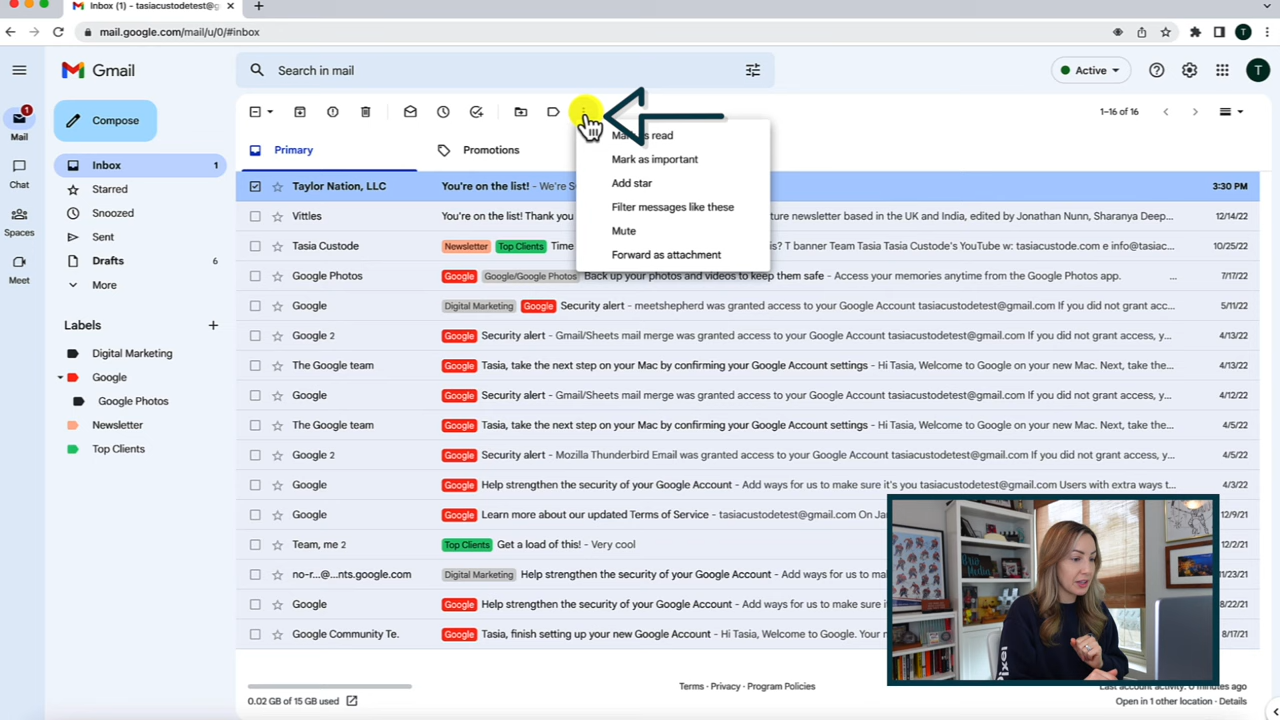 Inbox (1) - tasiacustodetest@g
mail.google.com/mail/u/0/#inbox
T
Gmail
Search in mail
Active
T
1
Mail
Chat
Spaces
Meet
Compose
Inbox 1
Starred
Snoozed
Sent
Drafts 6
More
Labels
Digital Marketing
Google
Google Photos
Newsletter
Top Clients
1–16 of 16
Primary
Promotions
Mark as read
Mark as important
Add star
Filter messages like these
Mute
Forward as attachment
Taylor Nation, LLC You're on the list! - We're S 3:30 PM
Vittles You're on the list! Thank you ture newsletter based in the UK and India, edited by Jonathan Nunn, Sharanya Deep... 12/14/22
Tasia Custode Newsletter Top Clients Time is? T banner Team Tasia Tasia Custode's YouTube w: tasiacustode.com e info@tasiac... 10/25/22
Google Photos Google Google/Google Photos Back up your photos and videos to keep them safe - Access your memories anytime from the Google Photos app. ... 7/17/22
Google Digital Marketing Google Security alert - meetshepherd was granted access to your Google Account tasiacustodetest@gmail.com If you did not grant acc... 5/1/22
Google 2 Google Security alert - Gmail/Sheets mail merge was granted access to your Google Account tasiacustodetest@gmail.com If you did not grant access, y... 4/13/22
The Google team Google Tasia, take the next step on your Mac by confirming your Google Account settings - Hi Tasia, Welcome to Google on your new Mac. Next, take t... 4/13/22
Google Google Security alert - Gmail/Sheets mail merge was granted access to your Google Account tasiacustodetest@gmail.com If you did not grant access, y... 4/12/22
The Google team Google Tasia, take the next step on your Mac by confirming your Google Account settings - Hi Tasia, Welcome to Google on your new Mac. Next, take t... 4/5/22
Google 2 Google Security alert - Mozilla Thunderbird Email was granted access to your Google Account tasiacustodetest@gmail.com If you did not grant access, y... 4/5/22
Google Google Help strengthen the security of your Google Account - Add ways for us to make sure it's you tasiacustodetest@gmail.com Users with extra ways t... 4/3/22
Google Google Learn more about our updated Terms of Service - tasiacustodetest@gmail.com On Ja 12/9/21
Team, me 2 Top Clients Get a load of this! - Very cool 12/2/21
no-r...@...nts.google.com Digital Marketing Help strengthen the security of your Google Account - Add ways for us to ma 11/23/21
Google Google Help strengthen the security of your Google Account - Add ways for us to make sur 8/22/21
Google Community Te. Google Tasia, finish setting up your new Google Account - Hi Tasia, Welcome to Google. Your 8/17/21
Terms · Privacy · Program Policies
Last account activity: 0 minutes ago
0.02 GB of 15 GB used
Open in 1 other location · Details